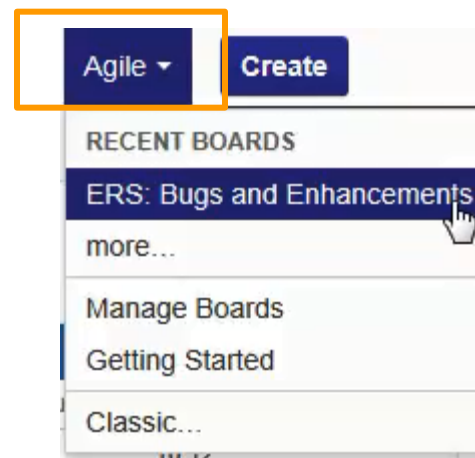 Agile Create
RECENT BOARDS
ERS: Bugs and Enhancements
more...
Manage Boards
Getting Started
Classic...